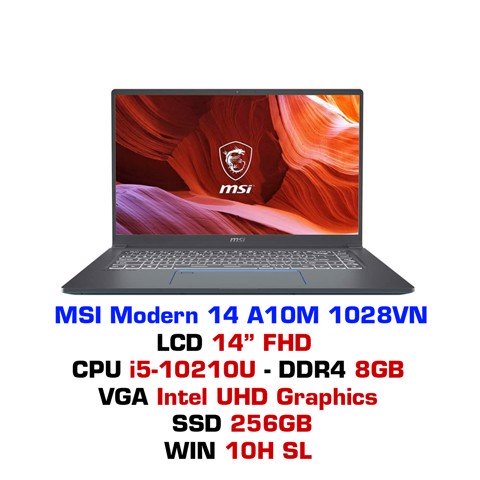 msi
msi
MSI Modern 14 A10M 1028VN
LCD 14” FHD
CPU i5-10210U - DDR4 8GB
VGA Intel UHD Graphics
SSD 256GB
WIN 10H SL